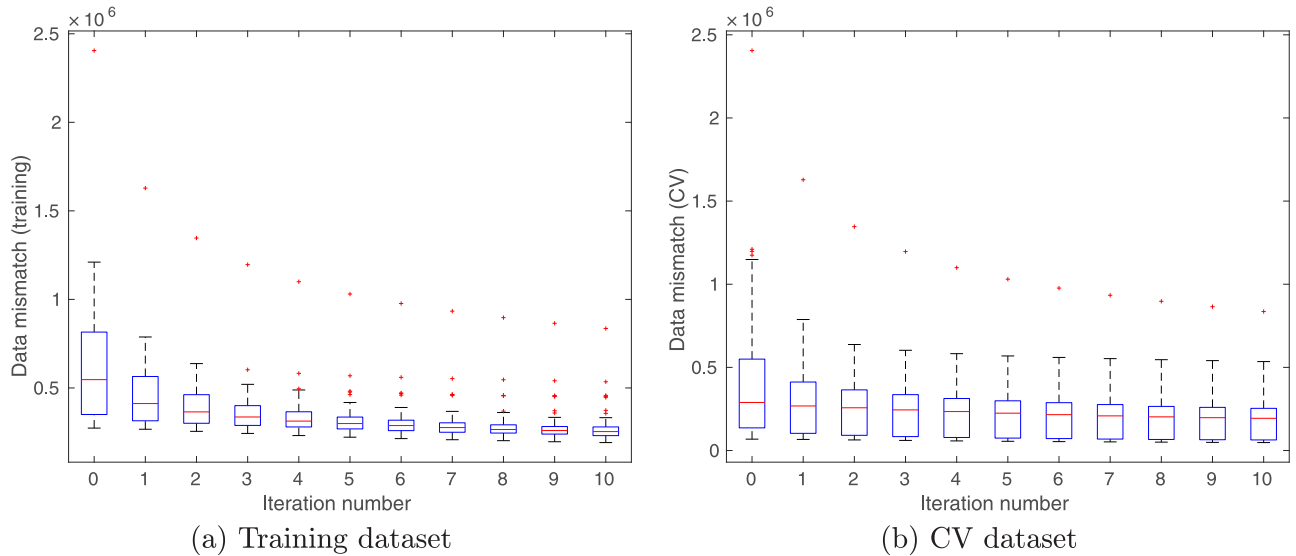 × 10^6
2.5
2
1.5
1
0.5
Data mismatch (training)
0 1 2 3 4 5 6 7 8 9 10
Iteration number
(a) Training dataset
× 10^6
2.5
2
1.5
1
0.5
0
Data mismatch (CV)
0 1 2 3 4 5 6 7 8 9 10
Iteration number
(b) CV dataset